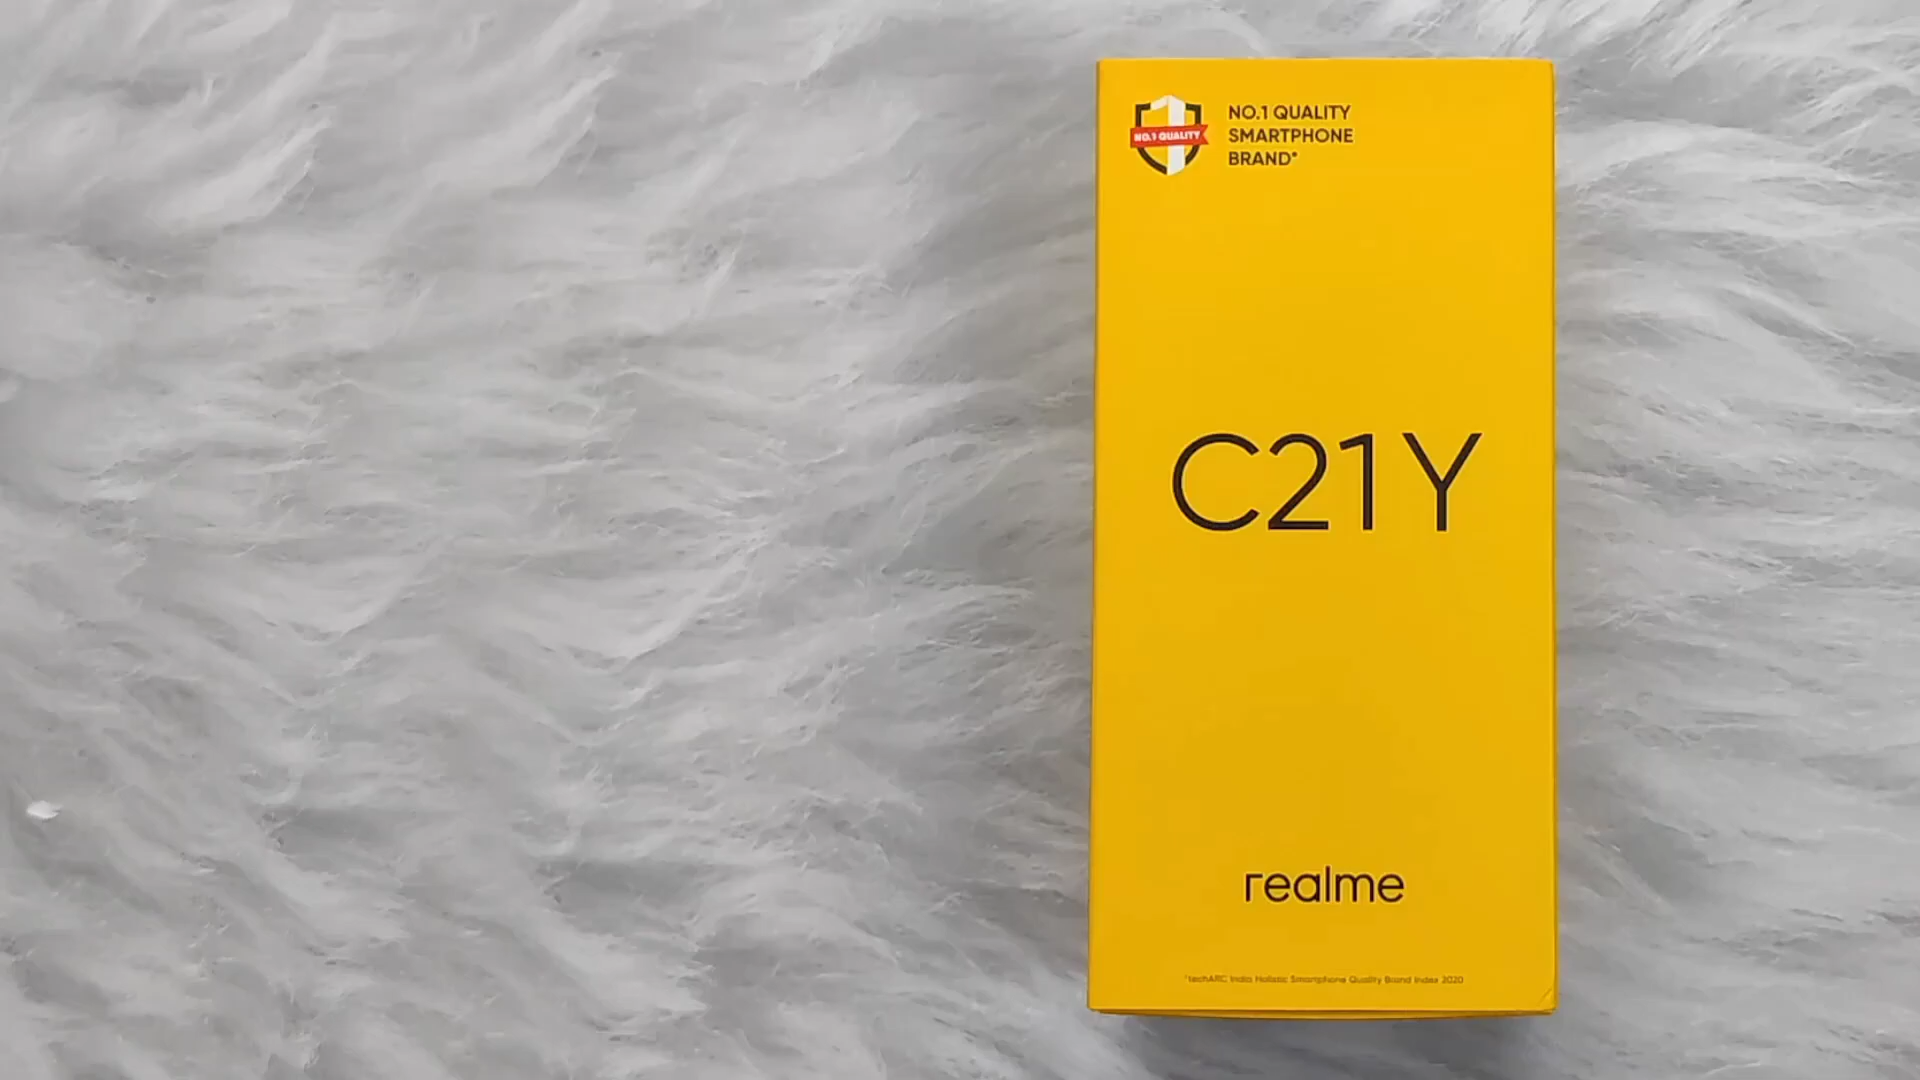 NO.1 QUALITY
NO.1 QUALITY
SMARTPHONE
BRAND*
C21Y
realme
*techARC India Holistic Smartphone Quality Brand Index 2020